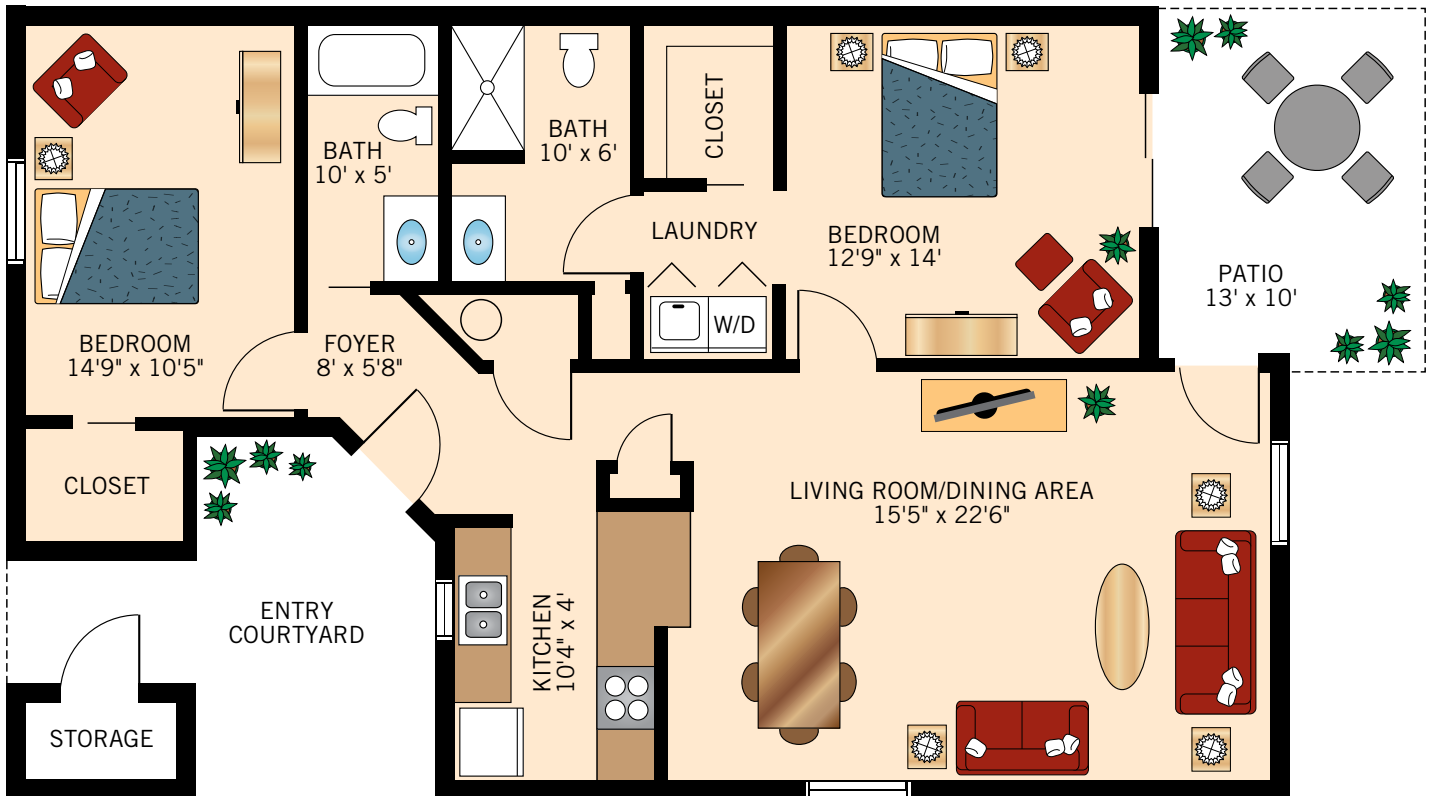 CLOSET
BATH
10' x 6'
BATH
10' x 5'
LAUNDRY
BEDROOM
12'9" x 14'
PATIO
13' x 10'
W/D
BEDROOM
14'9" x 10'5"
FOYER
8' x 5'8"
CLOSET
LIVING ROOM/DINING AREA
15'5" x 22'6"
ENTRY
COURTYARD
KITCHEN
10'4" x 4'
STORAGE